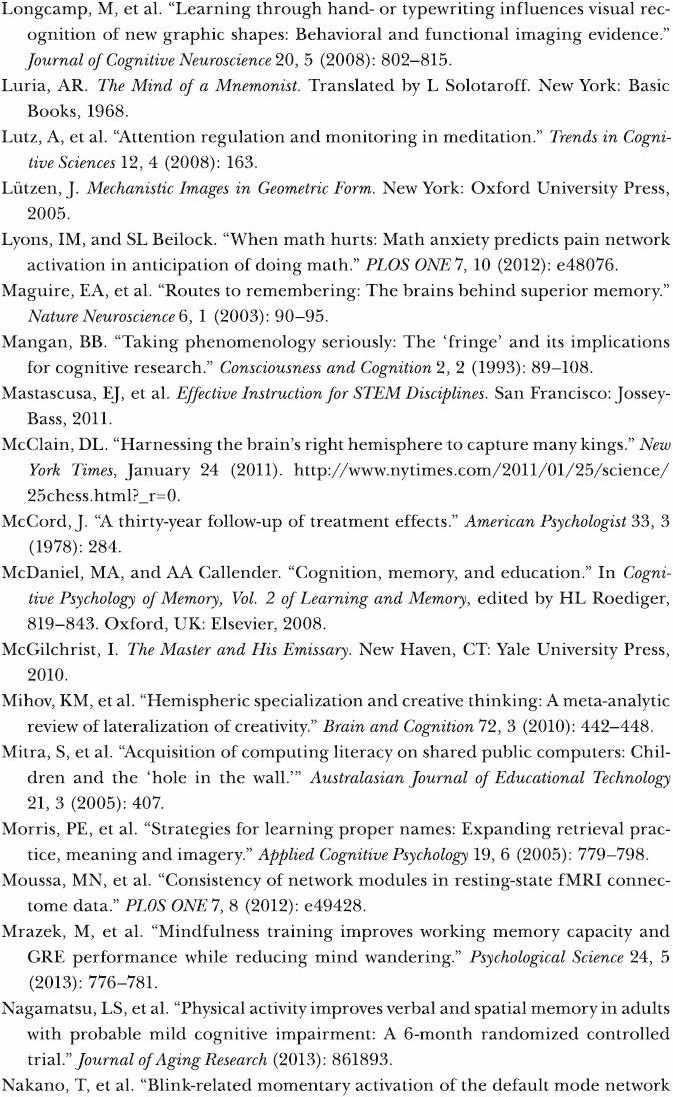 Longcamp, M, et al. “Learning through hand- or typewriting influences visual rec-
ognition of new graphic shapes: Behavioral and functional imaging evidence.”
Journal of Cognitive Neuroscience 20, 5 (2008): 802–815.
Luria, AR. The Mind of a Mnemonist. Translated by L Solotaroff. New York: Basic
Books, 1968.
Lutz, A, et al. “Attention regulation and monitoring in meditation.” Trends in Cogni-
tive Sciences 12, 4 (2008): 163.
Lützen, J. Mechanistic Images in Geometric Form. New York: Oxford University Press,
2005.
Lyons, IM, and SL Beilock. “When math hurts: Math anxiety predicts pain network
activation in anticipation of doing math.” PLOS ONE 7, 10 (2012): e48076.
Maguire, EA, et al. “Routes to remembering: The brains behind superior memory.”
Nature Neuroscience 6, 1 (2003): 90–95.
Mangan, BB. “Taking phenomenology seriously: The ‘fringe’ and its implications
for cognitive research.” Consciousness and Cognition 2, 2 (1993): 89–108.
Mastascusa, EJ, et al. Effective Instruction for STEM Disciplines. San Francisco: Jossey-
Bass, 2011.
McClain, DL. “Harnessing the brain’s right hemisphere to capture many kings.” New
York Times, January 24 (2011). http://www.nytimes.com/2011/01/25/science/
25chess.html?_r=0.
McCord, J. “A thirty-year follow-up of treatment effects.” American Psychologist 33, 3
(1978): 284.
McDaniel, MA, and AA Callender. “Cognition, memory, and education.” In Cogni-
tive Psychology of Memory, Vol. 2 of Learning and Memory, edited by HL Roediger,
819–843. Oxford, UK: Elsevier, 2008.
McGilchrist, I. The Master and His Emissary. New Haven, CT: Yale University Press,
2010.
Mihov, KM, et al. “Hemispheric specialization and creative thinking: A meta-analytic
review of lateralization of creativity.” Brain and Cognition 72, 3 (2010): 442–448.
Mitra, S, et al. “Acquisition of computing literacy on shared public computers: Chil-
dren and the ‘hole in the wall.’” Australasian Journal of Educational Technology
21, 3 (2005): 407.
Morris, PE, et al. “Strategies for learning proper names: Expanding retrieval prac-
tice, meaning and imagery.” Applied Cognitive Psychology 19, 6 (2005): 779–798.
Moussa, MN, et al. “Consistency of network modules in resting-state fMRI connec-
tome data.” PL0S ONE 7, 8 (2012): e49428.
Mrazek, M, et al. “Mindfulness training improves working memory capacity and
GRE performance while reducing mind wandering.” Psychological Science 24, 5
(2013): 776–781.
Nagamatsu, LS, et al. “Physical activity improves verbal and spatial memory in adults
with probable mild cognitive impairment: A 6-month randomized controlled
trial.” Journal of Aging Research (2013): 861893.
Nakano, T, et al. “Blink-related momentary activation of the default mode network